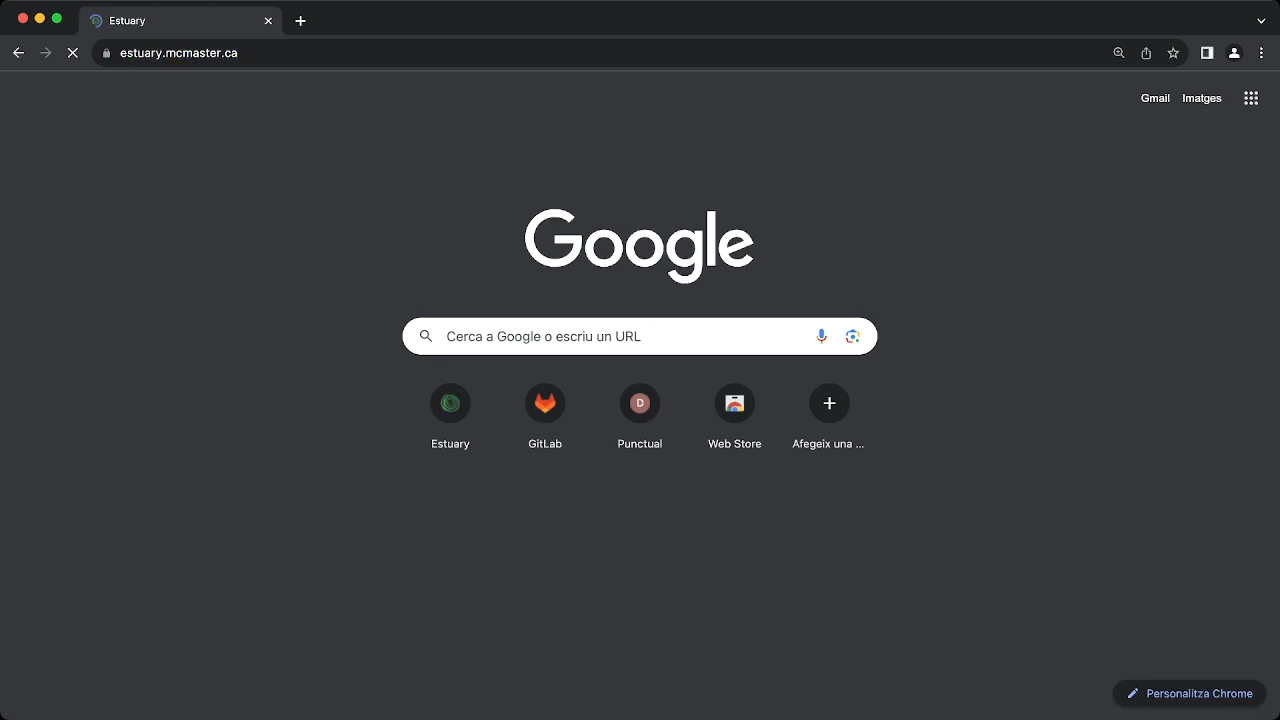 Estuary
estuary.mcmaster.ca
Gmail Imatges
Google
Cerca a Google o escriu un URL
D
Estuary GitLab Punctual Web Store Afegeix una ...
Personalitza Chrome